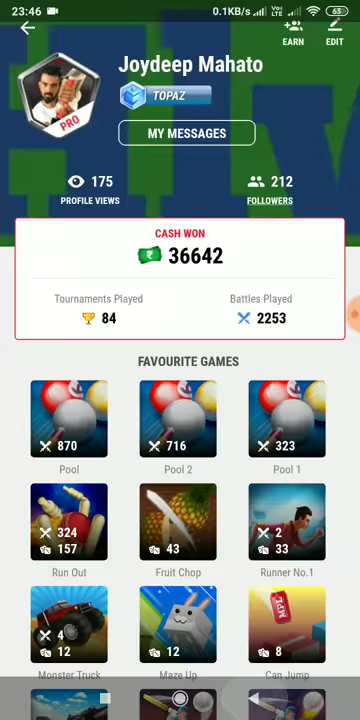 23:46 0.1KB/s Vo LTE 63
EARN EDIT
Joydeep Mahato
PRO
TOPAZ
MY MESSAGES
175 212
PROFILE VIEWS FOLLOWERS
CASH WON
₹ 36642
Tournaments Played Battles Played
84 2253
FAVOURITE GAMES
870 716 323
Pool Pool 2 Pool 1
324 2
157 43 33
Run Out Fruit Chop Runner No.1
MPL
4
12 12 8
Monster Truck Maze Up Can Jump